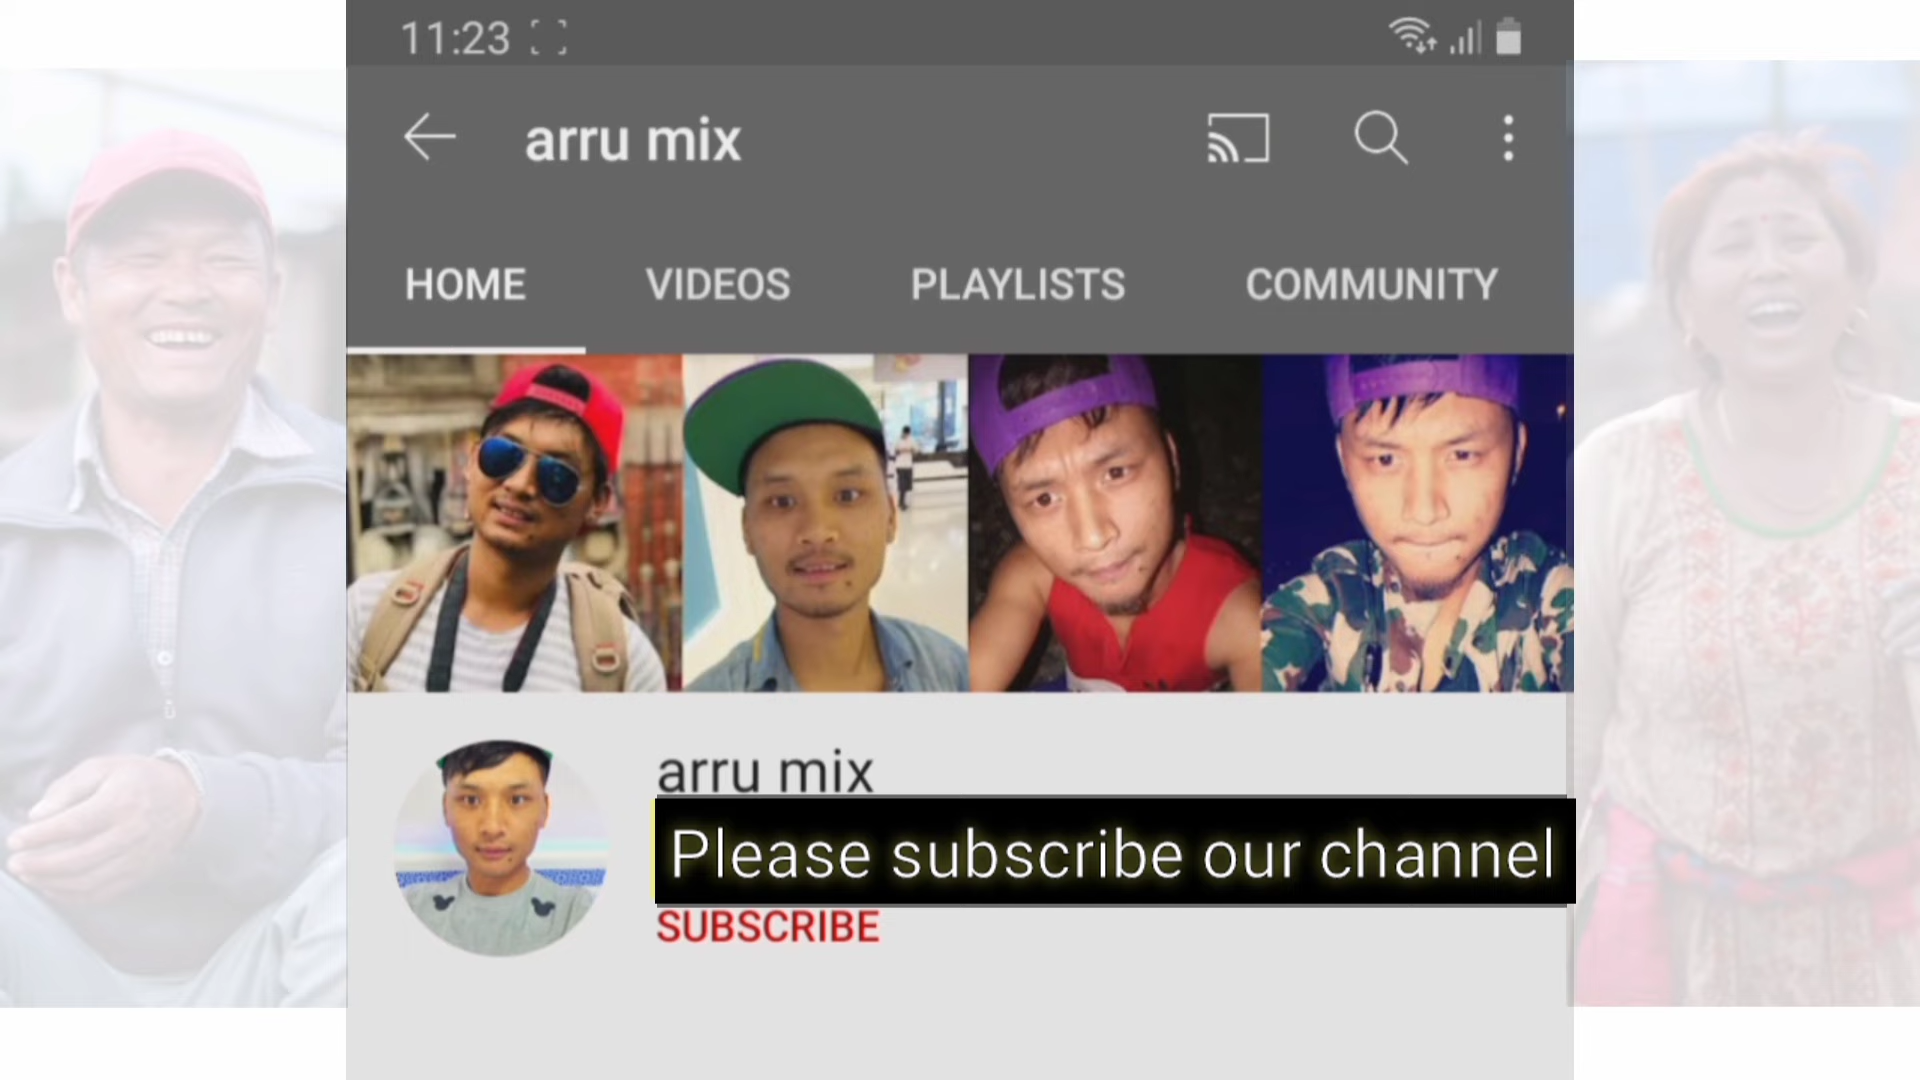 11:23
arru mix
HOME VIDEOS PLAYLISTS COMMUNITY
arru mix
Please subscribe our channel
SUBSCRIBE